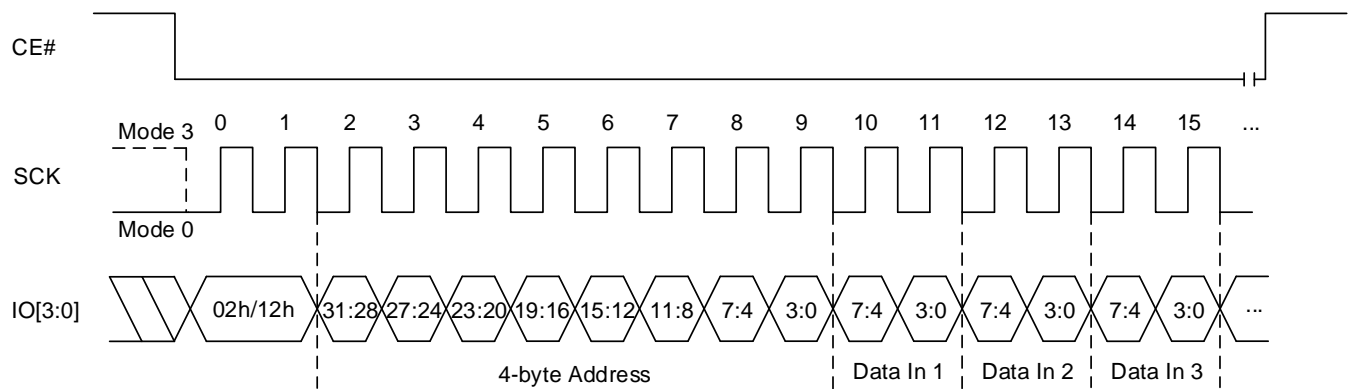 CE#
Mode 3 0 1 2 3 4 5 6 7 8 9 10 11 12 13 14 15 ...
SCK
Mode 0
IO[3:0] 02h/12h 31:28 27:24 23:20 19:16 15:12 11:8 7:4 3:0 7:4 3:0 7:4 3:0 7:4 3:0 ...
4-byte Address Data In 1 Data In 2 Data In 3